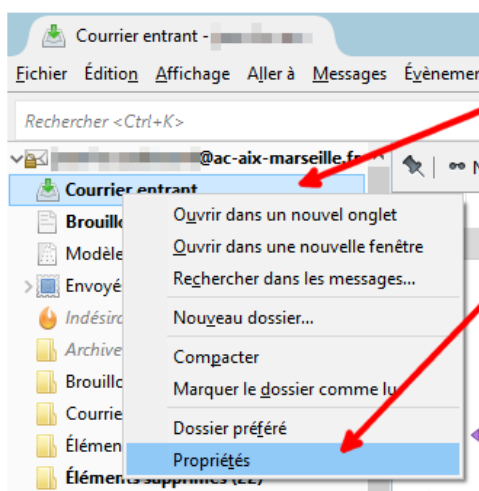 Courrier entrant -
Fichier Édition Affichage Aller à Messages Évènemen
Rechercher <Ctrl+K>
@ac-aix-marseille.fr
Courrier entrant
Ouvrir dans un nouvel onglet
Brouillo
Ouvrir dans une nouvelle fenêtre
Modèle
Rechercher dans les messages...
Envoyé
Indésira
Nouveau dossier...
Archive
Compacter
Brouillo
Marquer le dossier comme lu
Courrie
Dossier préféré
Élémen
Propriétés
Éléments supprimés (22)